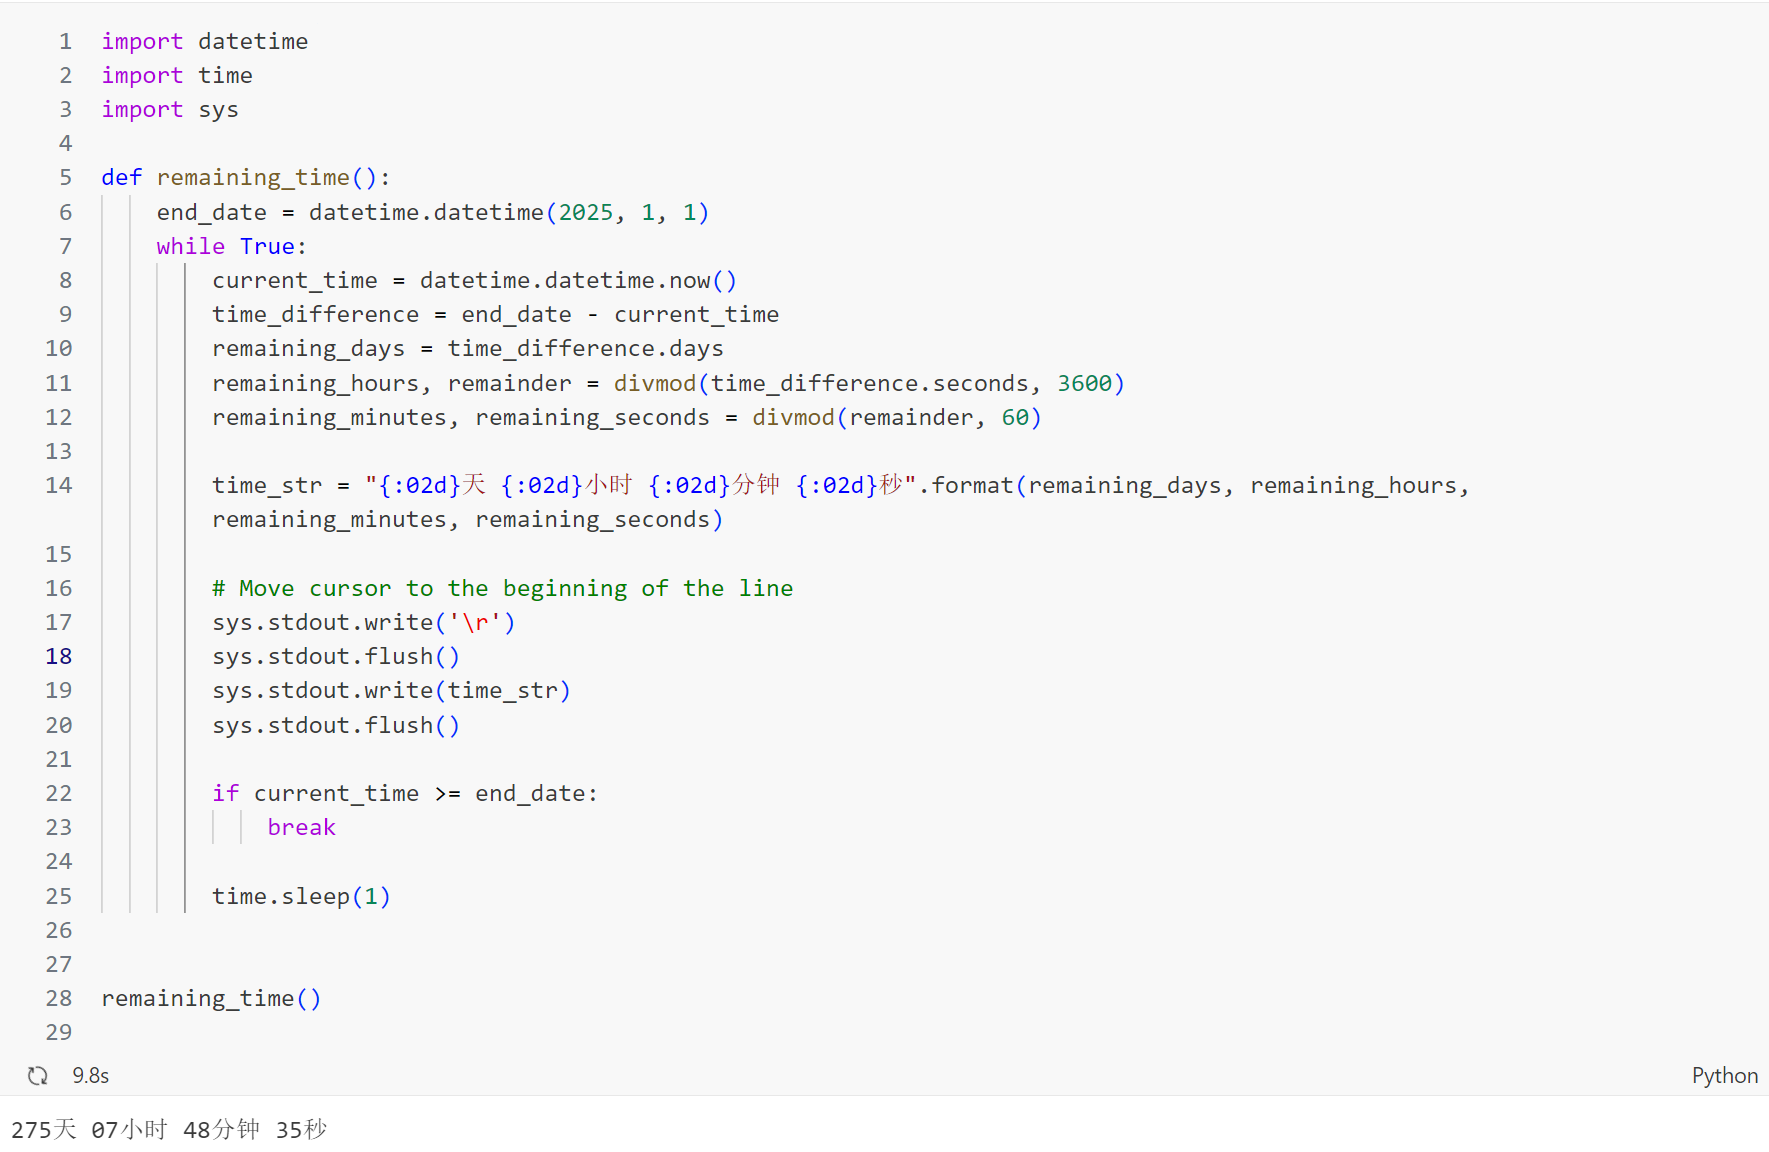 1 import datetime
2 import time
3 import sys
4
5 def remaining_time():
6     end_date = datetime.datetime(2025, 1, 1)
7     while True:
8         current_time = datetime.datetime.now()
9         time_difference = end_date - current_time
10         remaining_days = time_difference.days
11         remaining_hours, remainder = divmod(time_difference.seconds, 3600)
12         remaining_minutes, remaining_seconds = divmod(remainder, 60)
13
14         time_str = "{:02d}天 {:02d}小时 {:02d}分钟 {:02d}秒".format(remaining_days, remaining_hours,
        remaining_minutes, remaining_seconds)
15
16         # Move cursor to the beginning of the line
17         sys.stdout.write('\r')
18         sys.stdout.flush()
19         sys.stdout.write(time_str)
20         sys.stdout.flush()
21
22         if current_time >= end_date:
23             break
24
25         time.sleep(1)
26
27
28 remaining_time()
29
9.8s Python
275天 07小时 48分钟 35秒